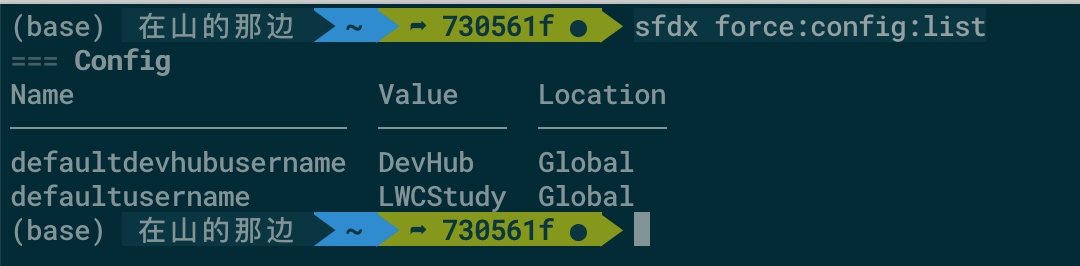 (base) 在山的那边 ~ ➦ 730561f ● sfdx force:config:list
=== Config
Name Value Location
defaultdevhubusername DevHub Global
defaultusername LWCStudy Global
(base) 在山的那边 ~ ➦ 730561f ●